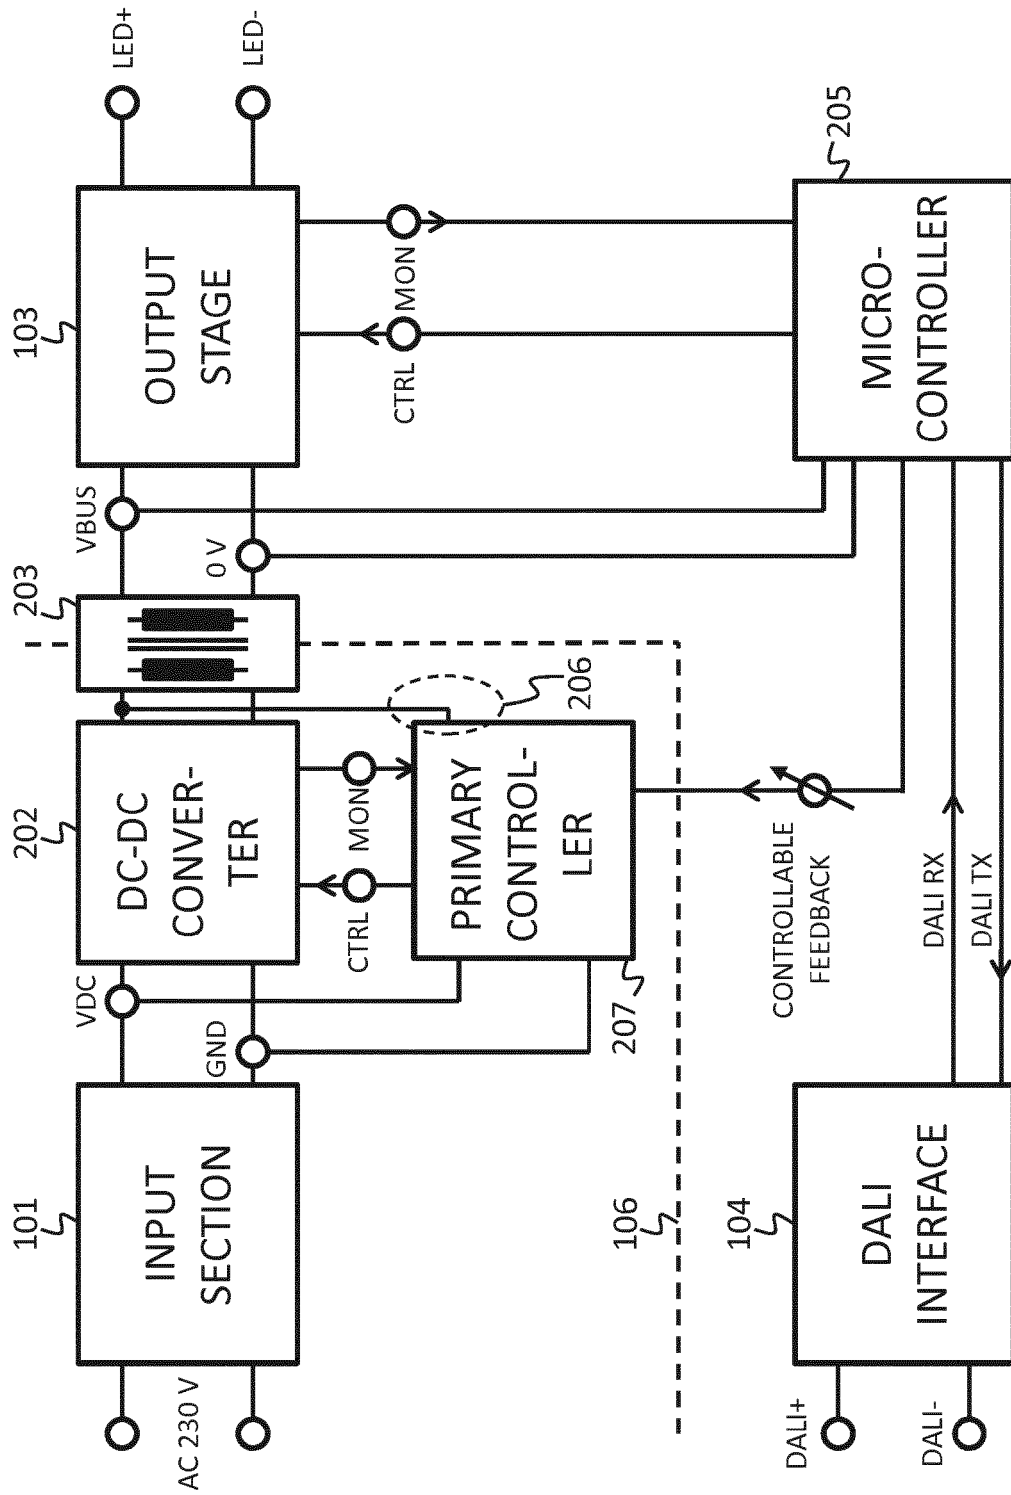 101
202
203
103
AC 230 V
INPUT
SECTION
VDC
GND
DC-DC
CONVER-
TER
VBUS
0 V
OUTPUT
STAGE
LED+
LED-
CTRL
MON
CTRL
MON
PRIMARY
CONTROL-
LER
206
207
106
104
205
DALI+
DALI-
DALI
INTERFACE
CONTROLLABLE
FEEDBACK
DALI RX
DALI TX
MICRO-
CONTROLLER